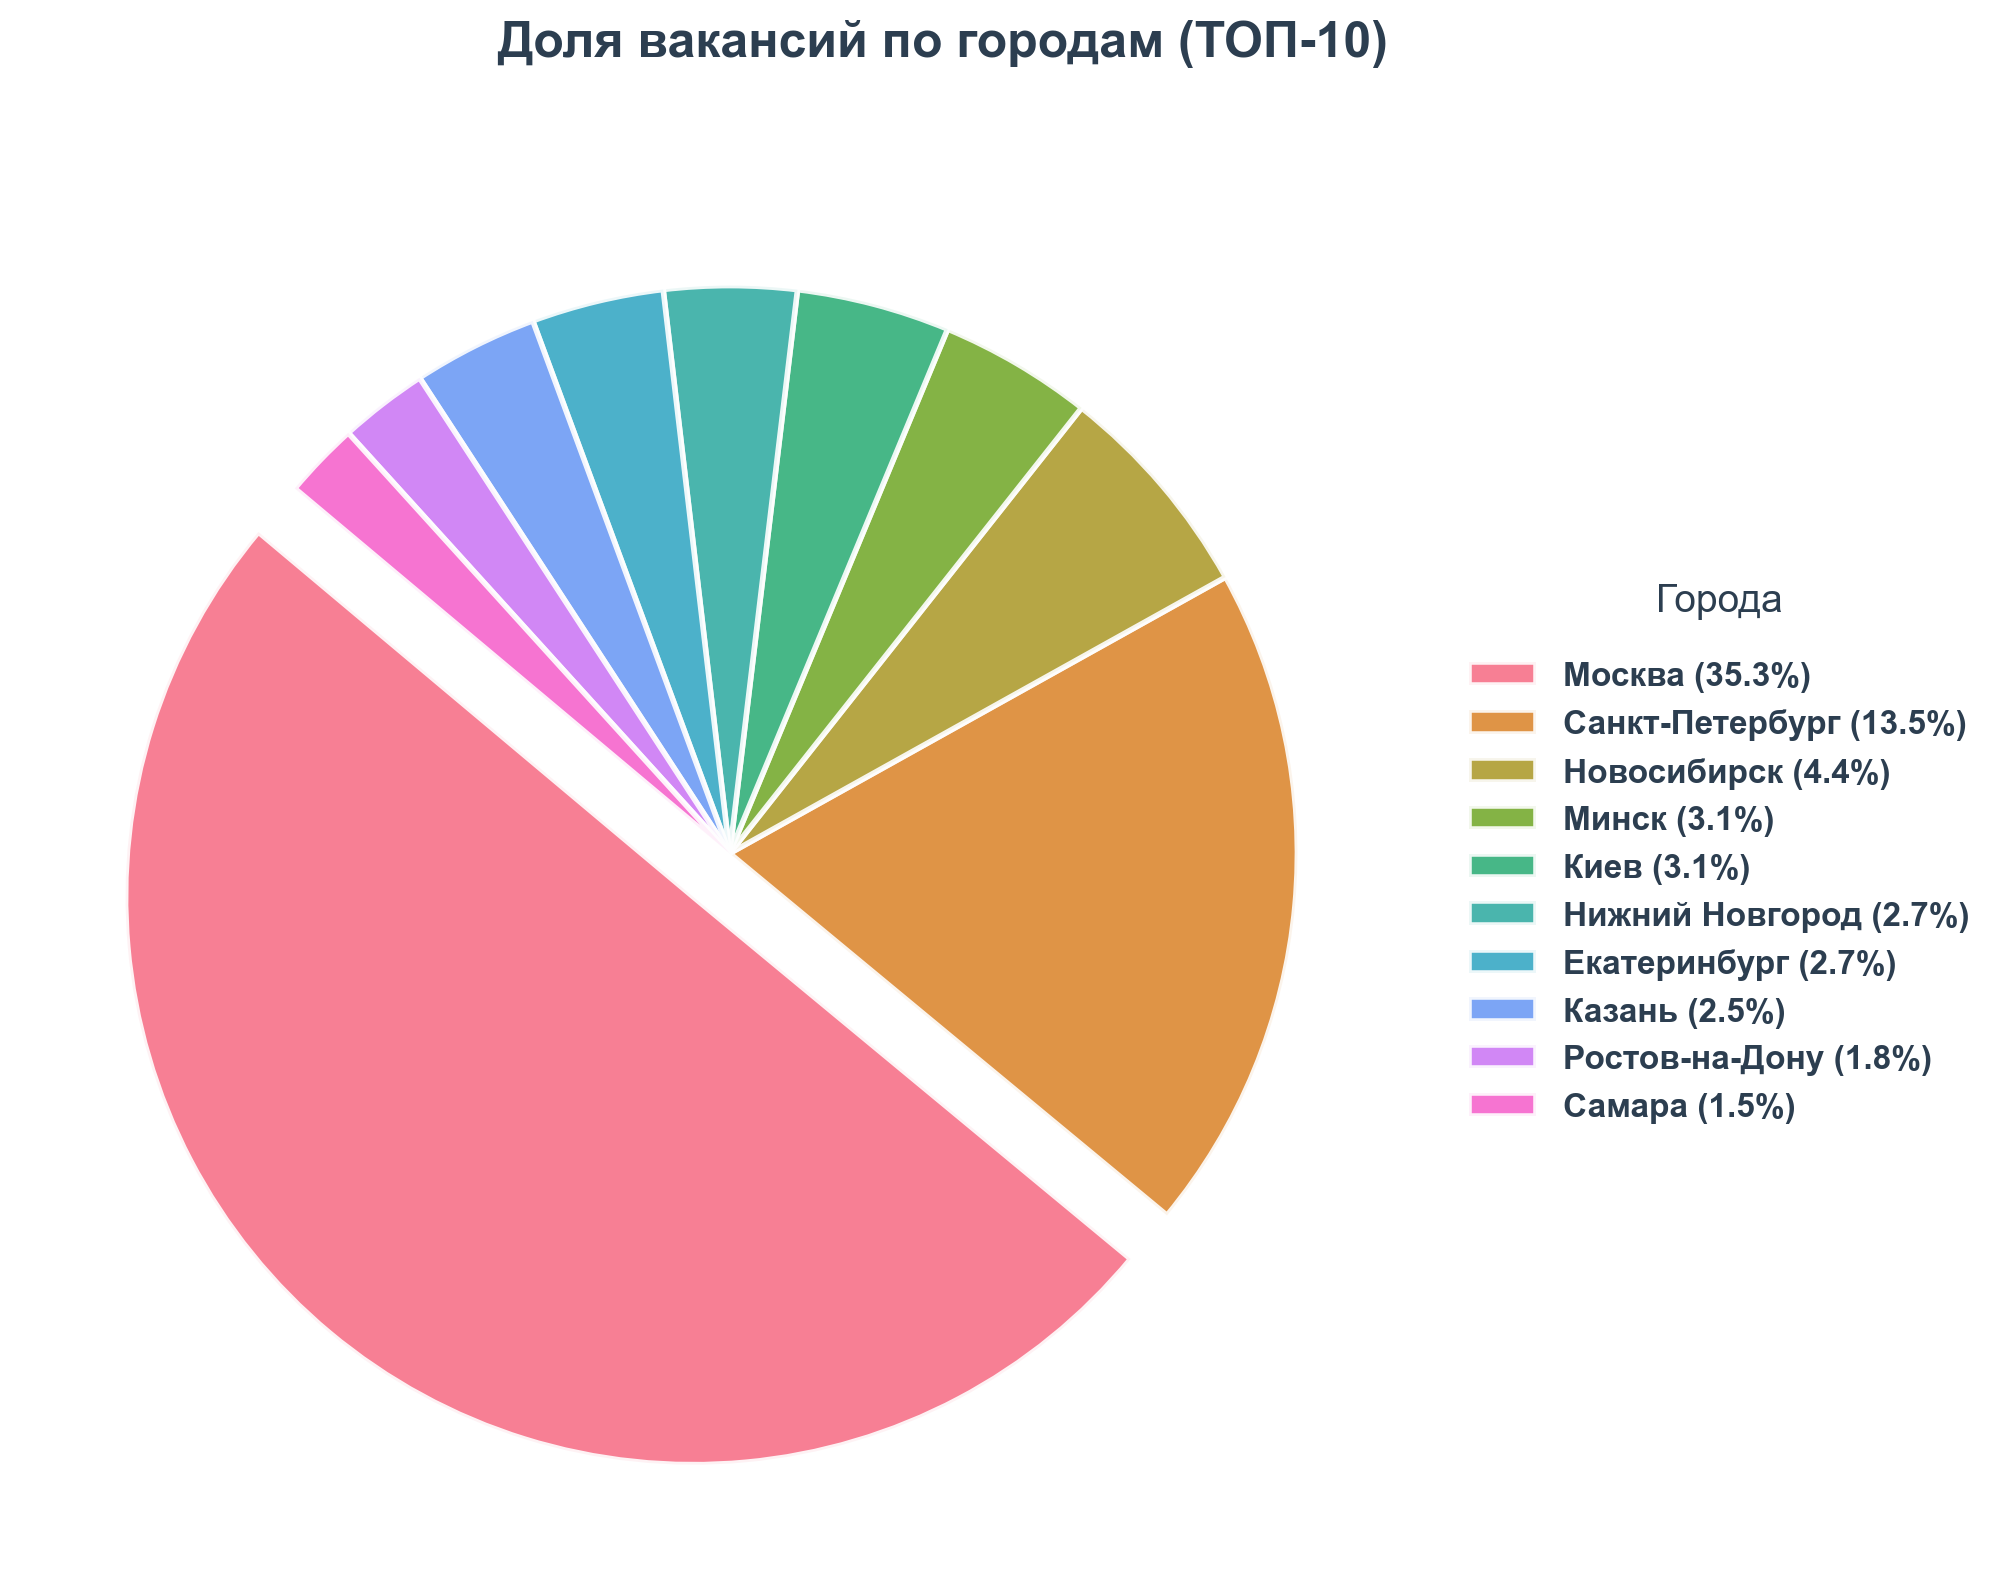 Доля вакансий по городам (ТОП-10)
Города
Москва (35.3%)
Санкт-Петербург (13.5%)
Новосибирск (4.4%)
Минск (3.1%)
Киев (3.1%)
Нижний Новгород (2.7%)
Екатеринбург (2.7%)
Казань (2.5%)
Ростов-на-Дону (1.8%)
Самара (1.5%)